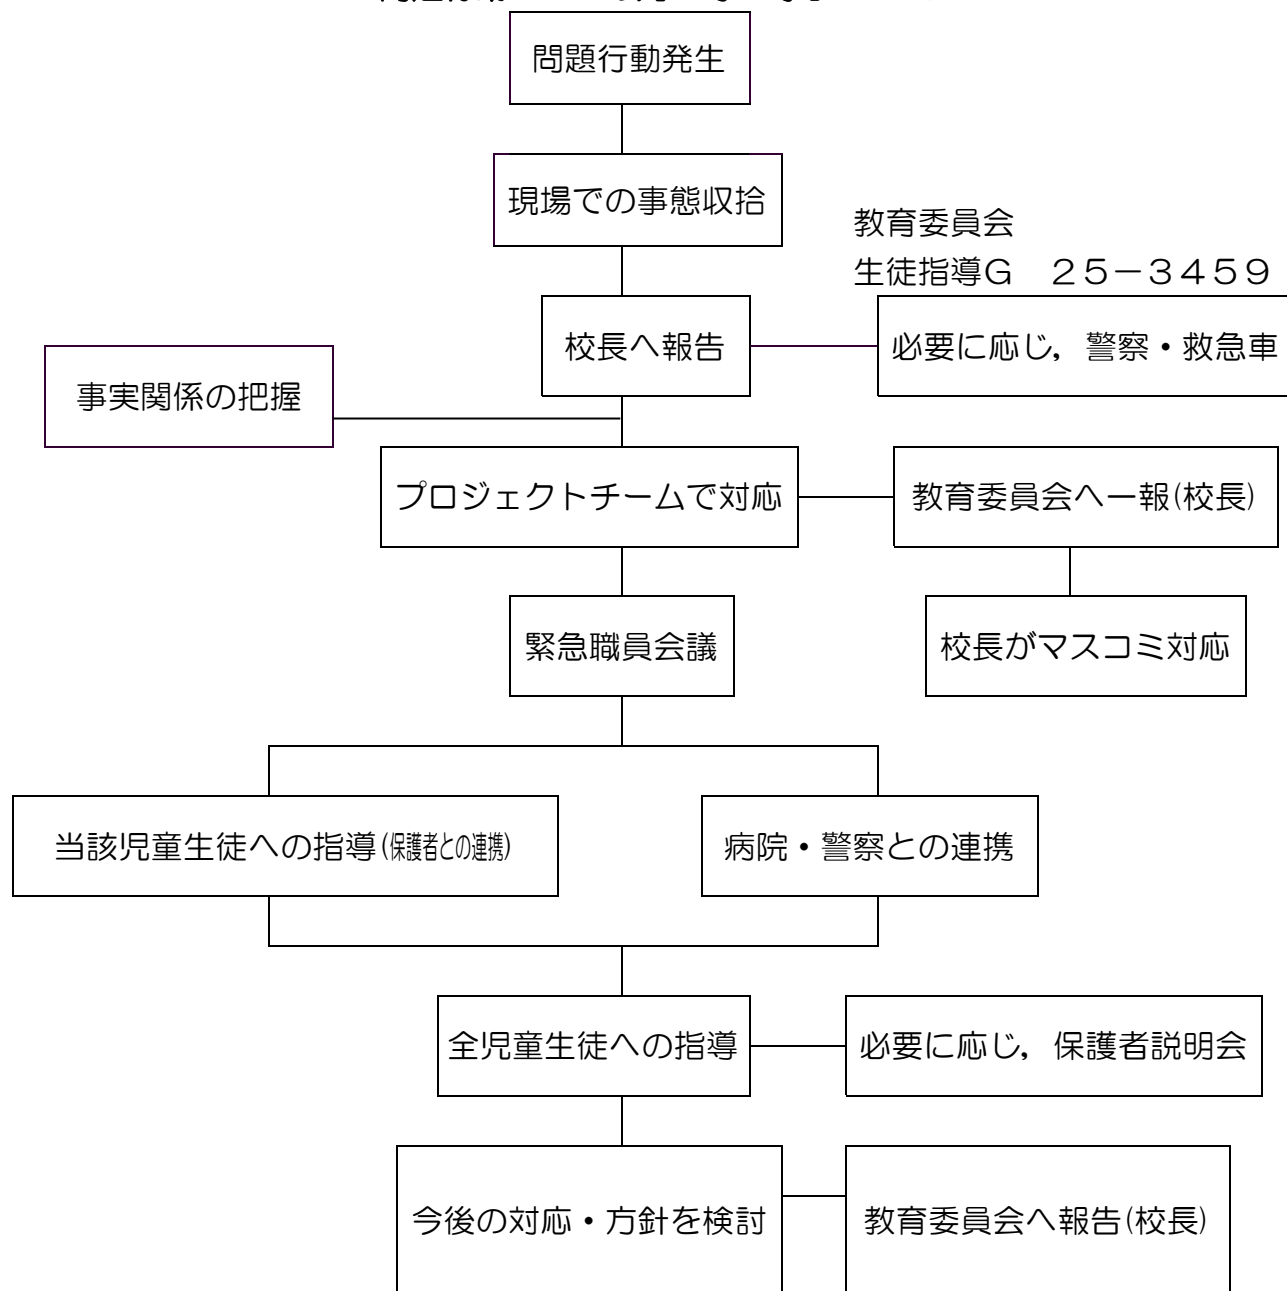 問題行動発生
現場での事態収拾
教育委員会
生徒指導G　25－3459
校長へ報告
必要に応じ，警察・救急車
事実関係の把握
プロジェクトチームで対応
教育委員会へ一報(校長)
緊急職員会議
校長がマスコミ対応
当該児童生徒への指導(保護者との連携)
病院・警察との連携
全児童生徒への指導
必要に応じ，保護者説明会
今後の対応・方針を検討
教育委員会へ報告(校長)